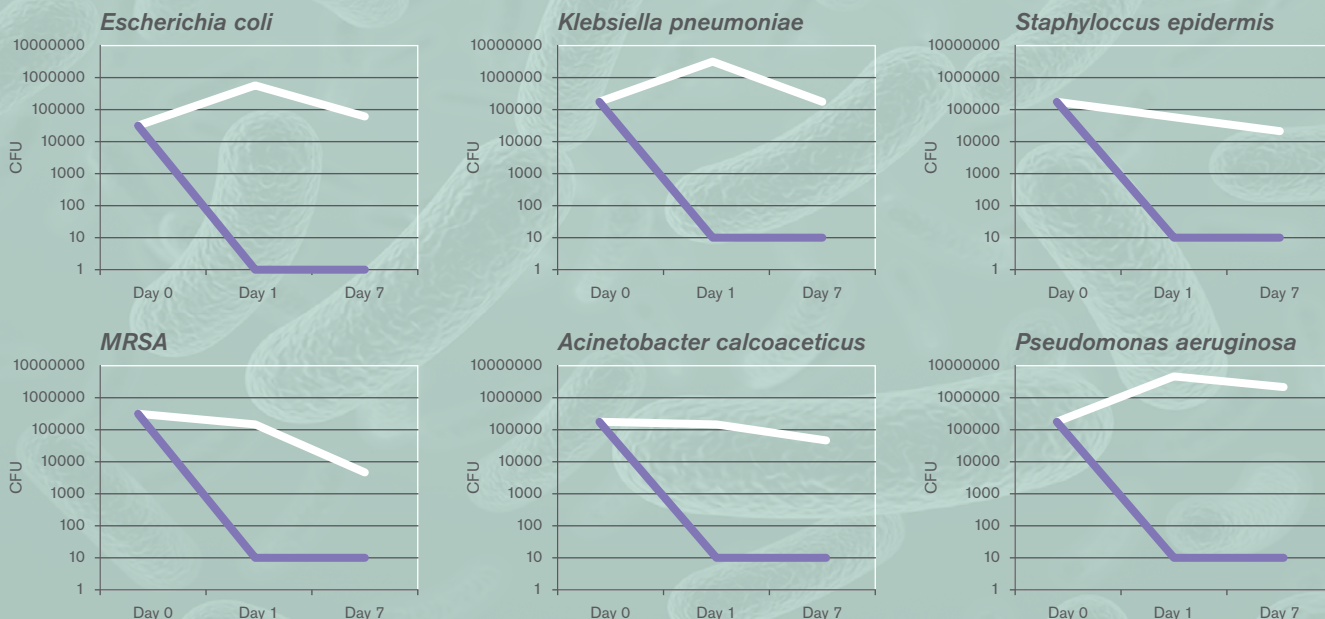 Escherichia coli
10000000
1000000
100000
10000
1000
100
10
1
CFU
Day 0 Day 1 Day 7
Klebsiella pneumoniae
10000000
1000000
100000
10000
1000
100
10
1
CFU
Day 0 Day 1 Day 7
Staphyloccus epidermis
10000000
1000000
100000
10000
1000
100
10
1
CFU
Day 0 Day 1 Day 7
MRSA
10000000
1000000
100000
10000
1000
100
10
1
CFU
Day 0 Day 1 Day 7
Acinetobacter calcoaceticus
10000000
1000000
100000
10000
1000
100
10
1
CFU
Day 0 Day 1 Day 7
Pseudomonas aeruginosa
10000000
1000000
100000
10000
1000
100
10
1
CFU
Day 0 Day 1 Day 7